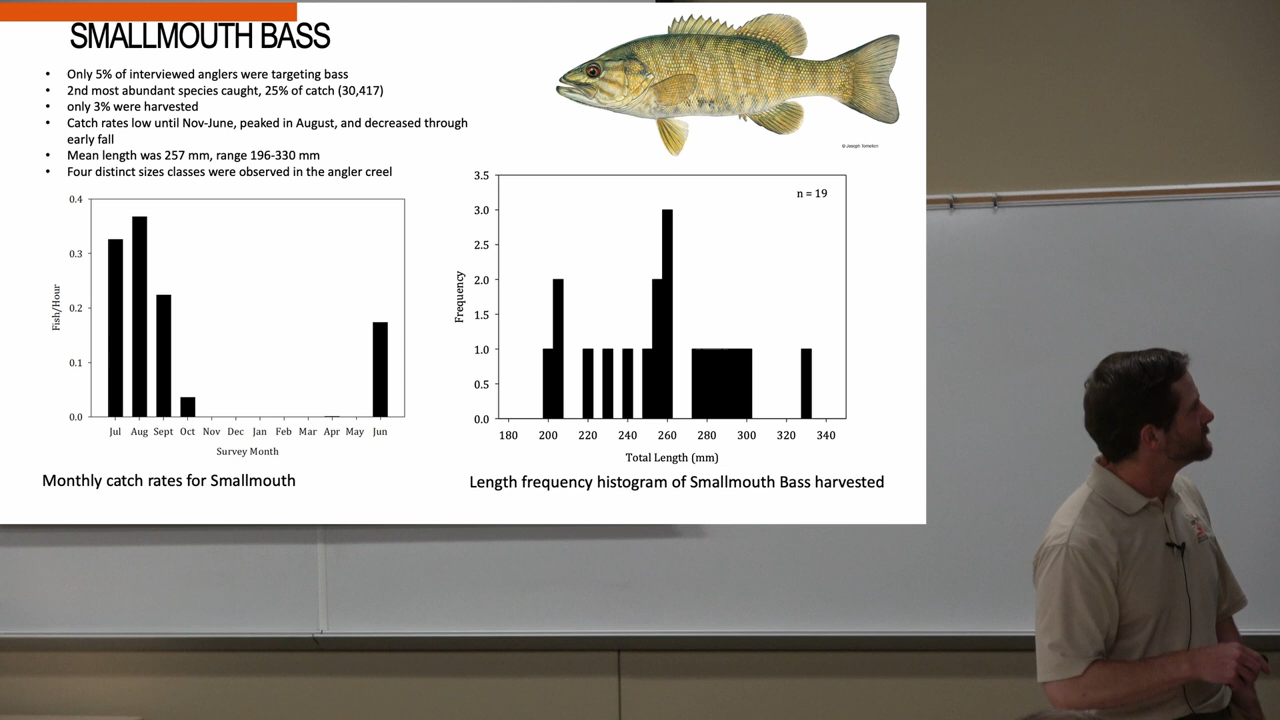 SMALLMOUTH BASS
• Only 5% of interviewed anglers were targeting bass
• 2nd most abundant species caught, 25% of catch (30,417)
• only 3% were harvested
• Catch rates low until Nov-June, peaked in August, and decreased through
early fall
• Mean length was 257 mm, range 196-330 mm
• Four distinct sizes classes were observed in the angler creel
© Joseph Tomelleri
0.4
0.3
0.2
0.1
0.0
Fish/Hour
Jul Aug Sept Oct Nov Dec Jan Feb Mar Apr May Jun
Survey Month
Monthly catch rates for Smallmouth
3.5
3.0
2.5
2.0
1.5
1.0
0.5
0.0
Frequency
n = 19
180 200 220 240 260 280 300 320 340
Total Length (mm)
Length frequency histogram of Smallmouth Bass harvested